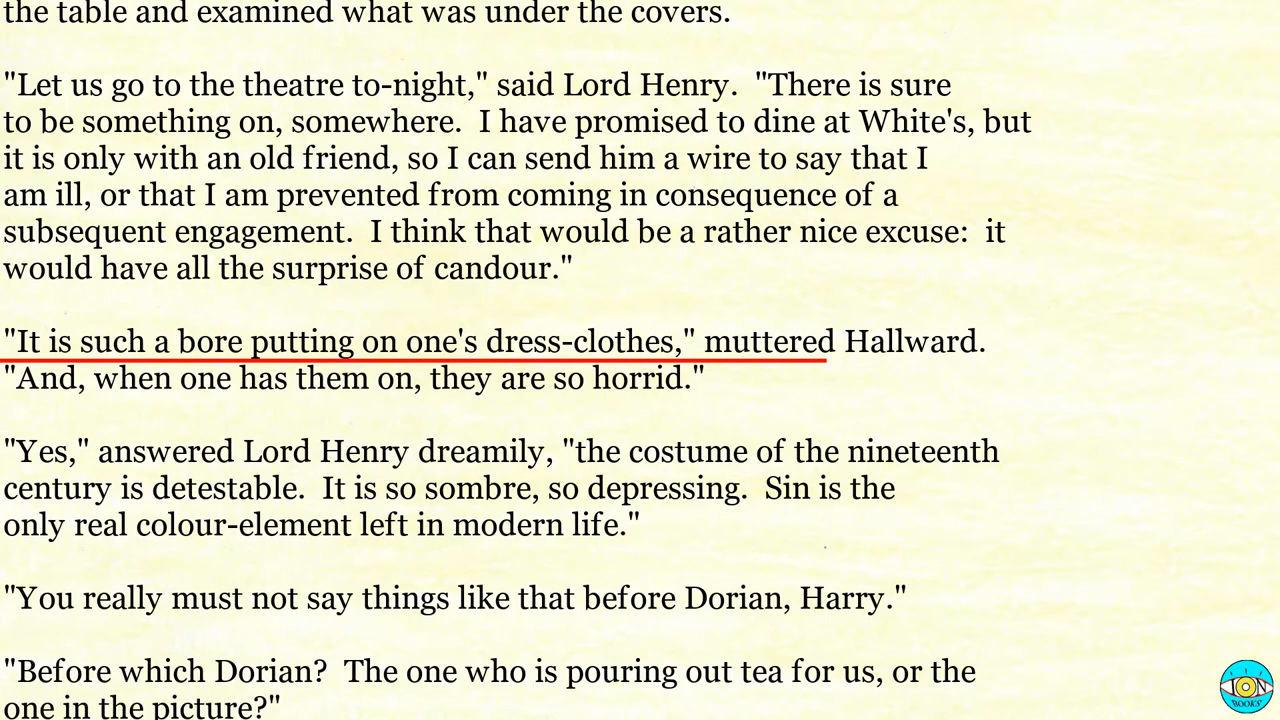 the table and examined what was under the covers.
"Let us go to the theatre to-night," said Lord Henry.  "There is sure
to be something on, somewhere.  I have promised to dine at White's, but
it is only with an old friend, so I can send him a wire to say that I
am ill, or that I am prevented from coming in consequence of a
subsequent engagement.  I think that would be a rather nice excuse:  it
would have all the surprise of candour."
"It is such a bore putting on one's dress-clothes," muttered Hallward.
"And, when one has them on, they are so horrid."
"Yes," answered Lord Henry dreamily, "the costume of the nineteenth
century is detestable.  It is so sombre, so depressing.  Sin is the
only real colour-element left in modern life."
"You really must not say things like that before Dorian, Harry."
"Before which Dorian?  The one who is pouring out tea for us, or the
one in the picture?"
ION
BOOKS